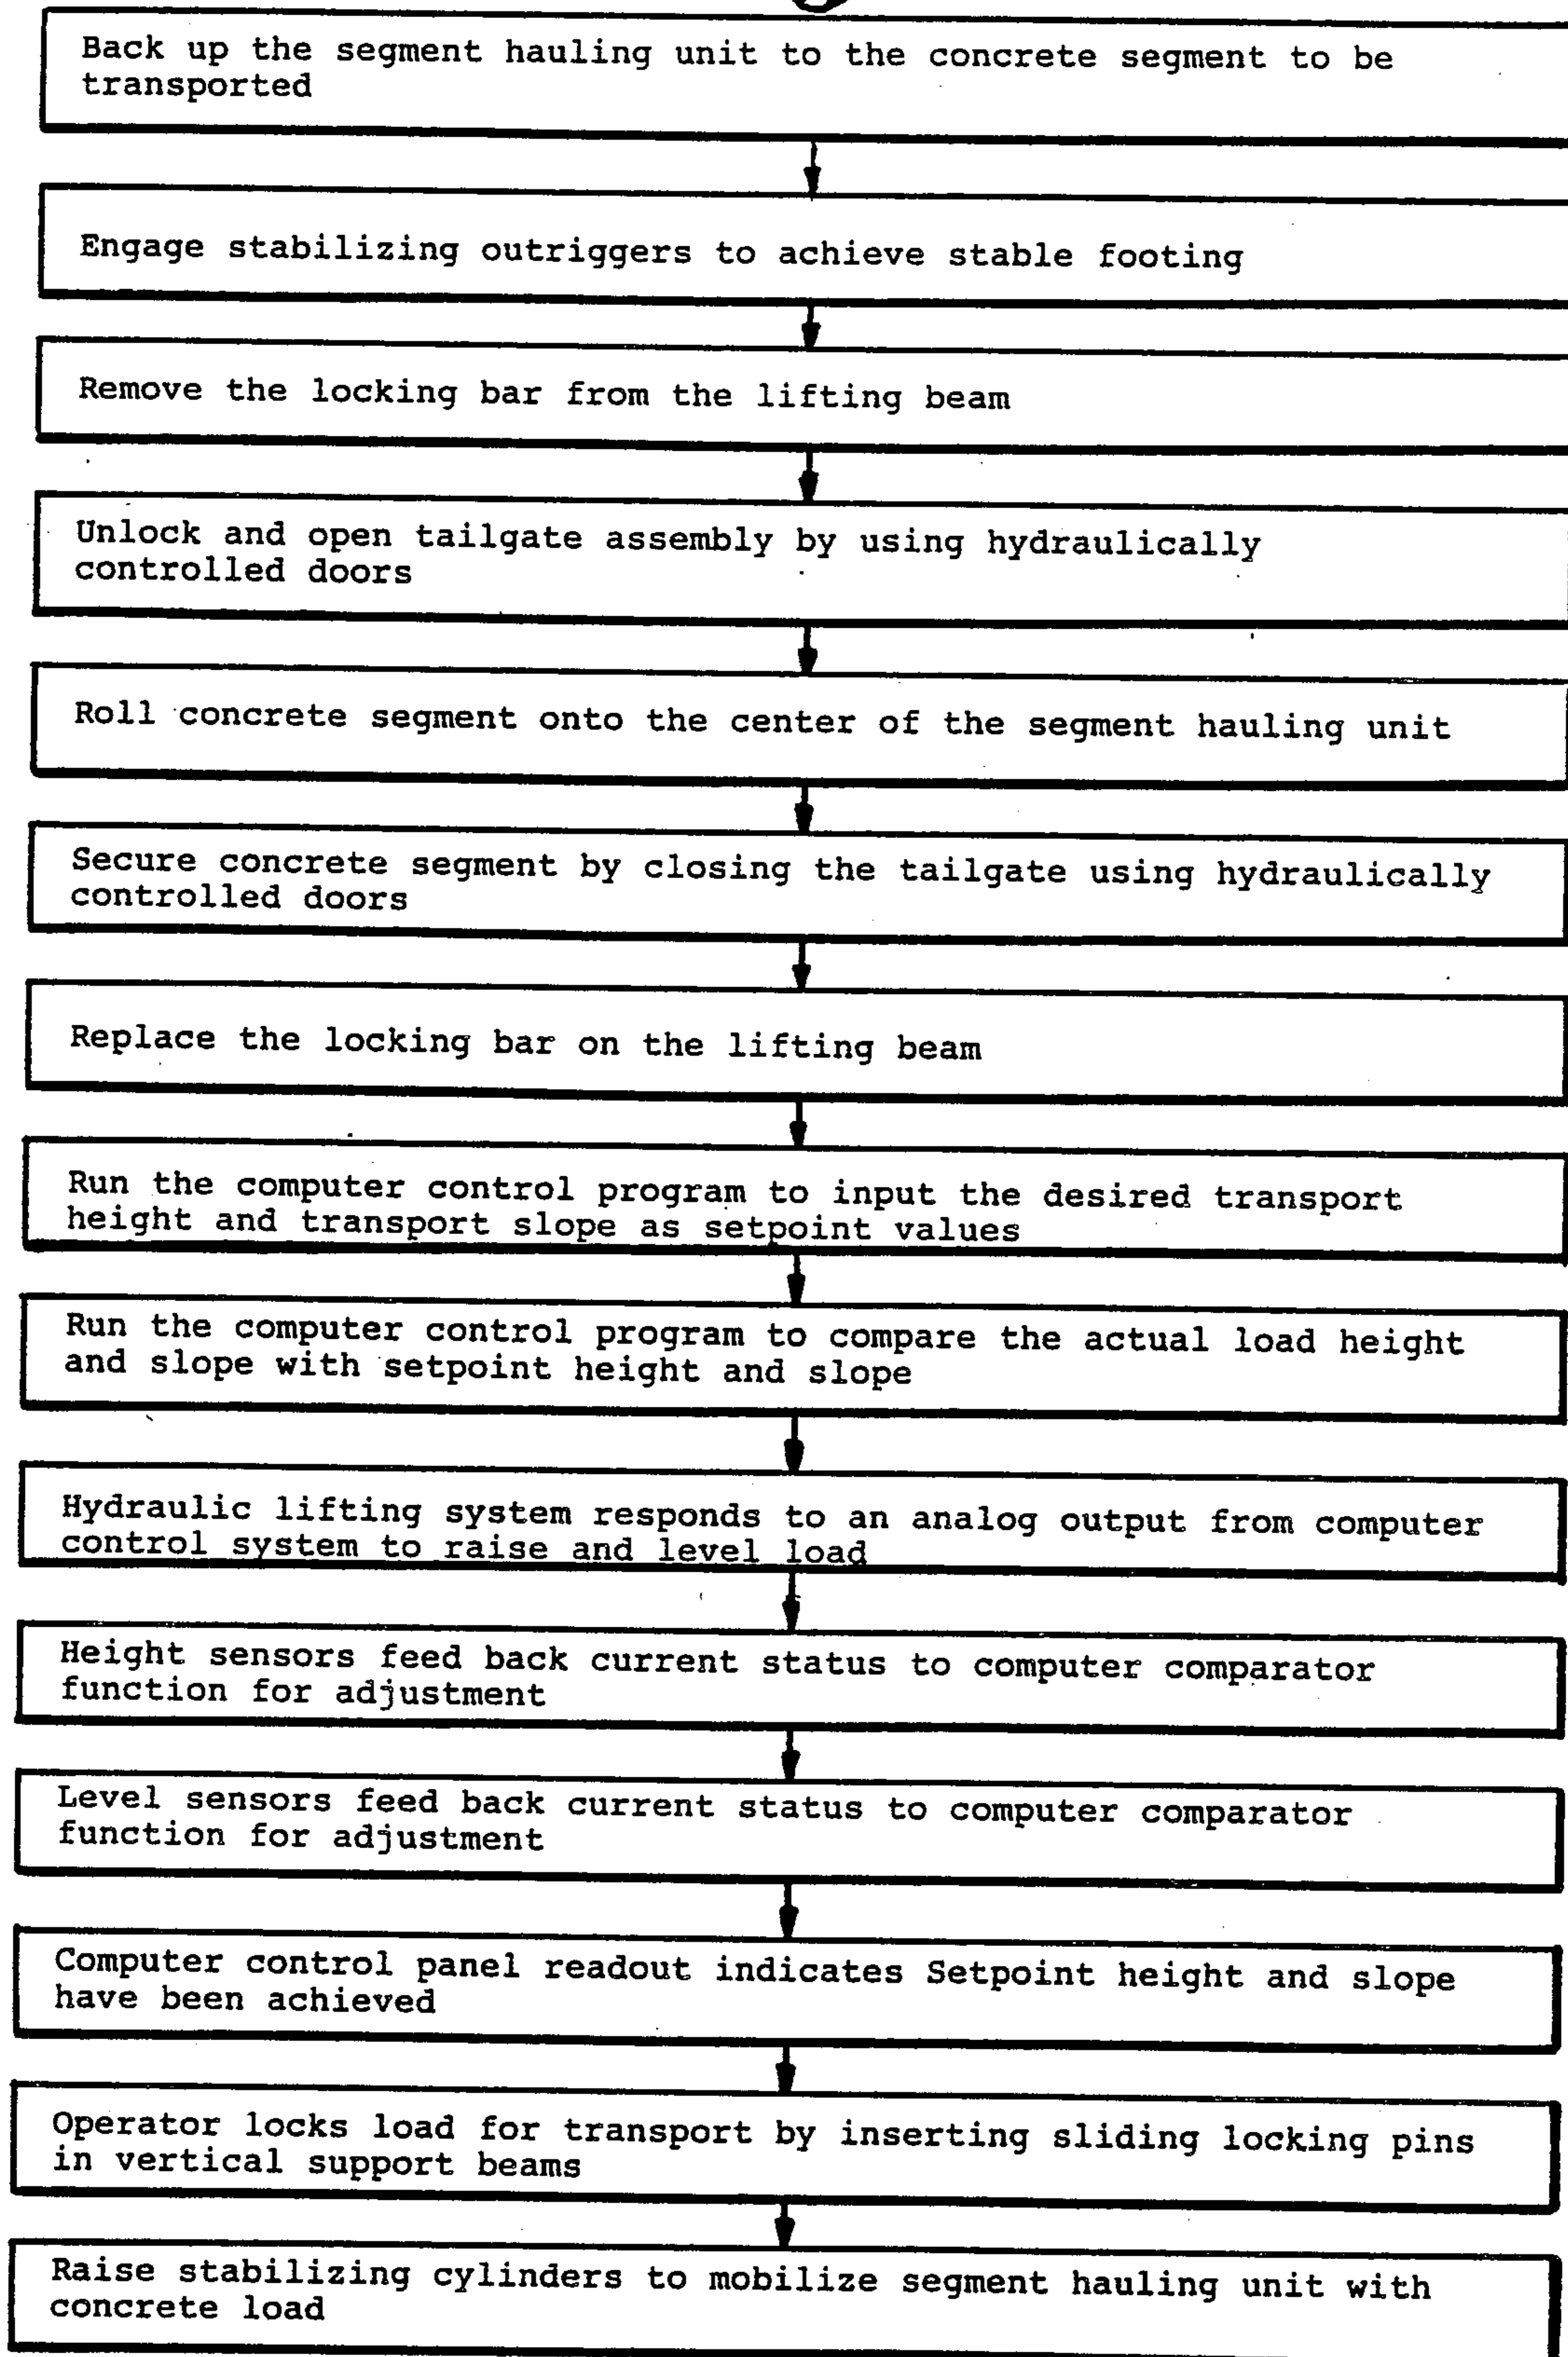 Back up the segment hauling unit to the concrete segment to be
transported
Engage stabilizing outriggers to achieve stable footing
Remove the locking bar from the lifting beam
Unlock and open tailgate assembly by using hydraulically
controlled doors
Roll concrete segment onto the center of the segment hauling unit
Secure concrete segment by closing the tailgate using hydraulically
controlled doors
Replace the locking bar on the lifting beam
Run the computer control program to input the desired transport
height and transport slope as setpoint values
Run the computer control program to compare the actual load height
and slope with setpoint height and slope
Hydraulic lifting system responds to an analog output from computer
control system to raise and level load
Height sensors feed back current status to computer comparator
function for adjustment
Level sensors feed back current status to computer comparator
function for adjustment
Computer control panel readout indicates Setpoint height and slope
have been achieved
Operator locks load for transport by inserting sliding locking pins
in vertical support beams
Raise stabilizing cylinders to mobilize segment hauling unit with
concrete load